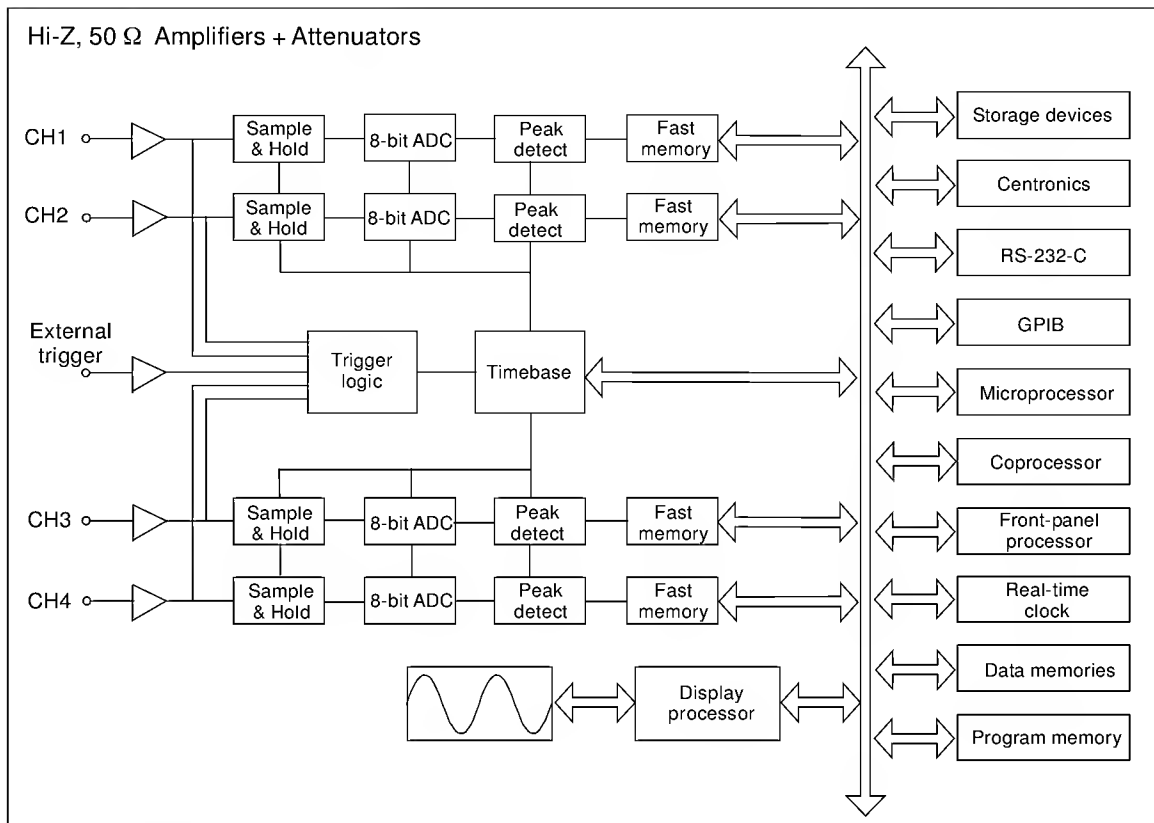 Hi-Z, 50 Ω Amplifiers + Attenuators
CH1
Sample
& Hold
8-bit ADC
Peak
detect
Fast
memory
Storage devices
CH2
Sample
& Hold
8-bit ADC
Peak
detect
Fast
memory
Centronics
RS-232-C
GPIB
External
trigger
Trigger
logic
Timebase
Microprocessor
Coprocessor
CH3
Sample
& Hold
8-bit ADC
Peak
detect
Fast
memory
Front-panel
processor
CH4
Sample
& Hold
8-bit ADC
Peak
detect
Fast
memory
Real-time
clock
Data memories
Display
processor
Program memory